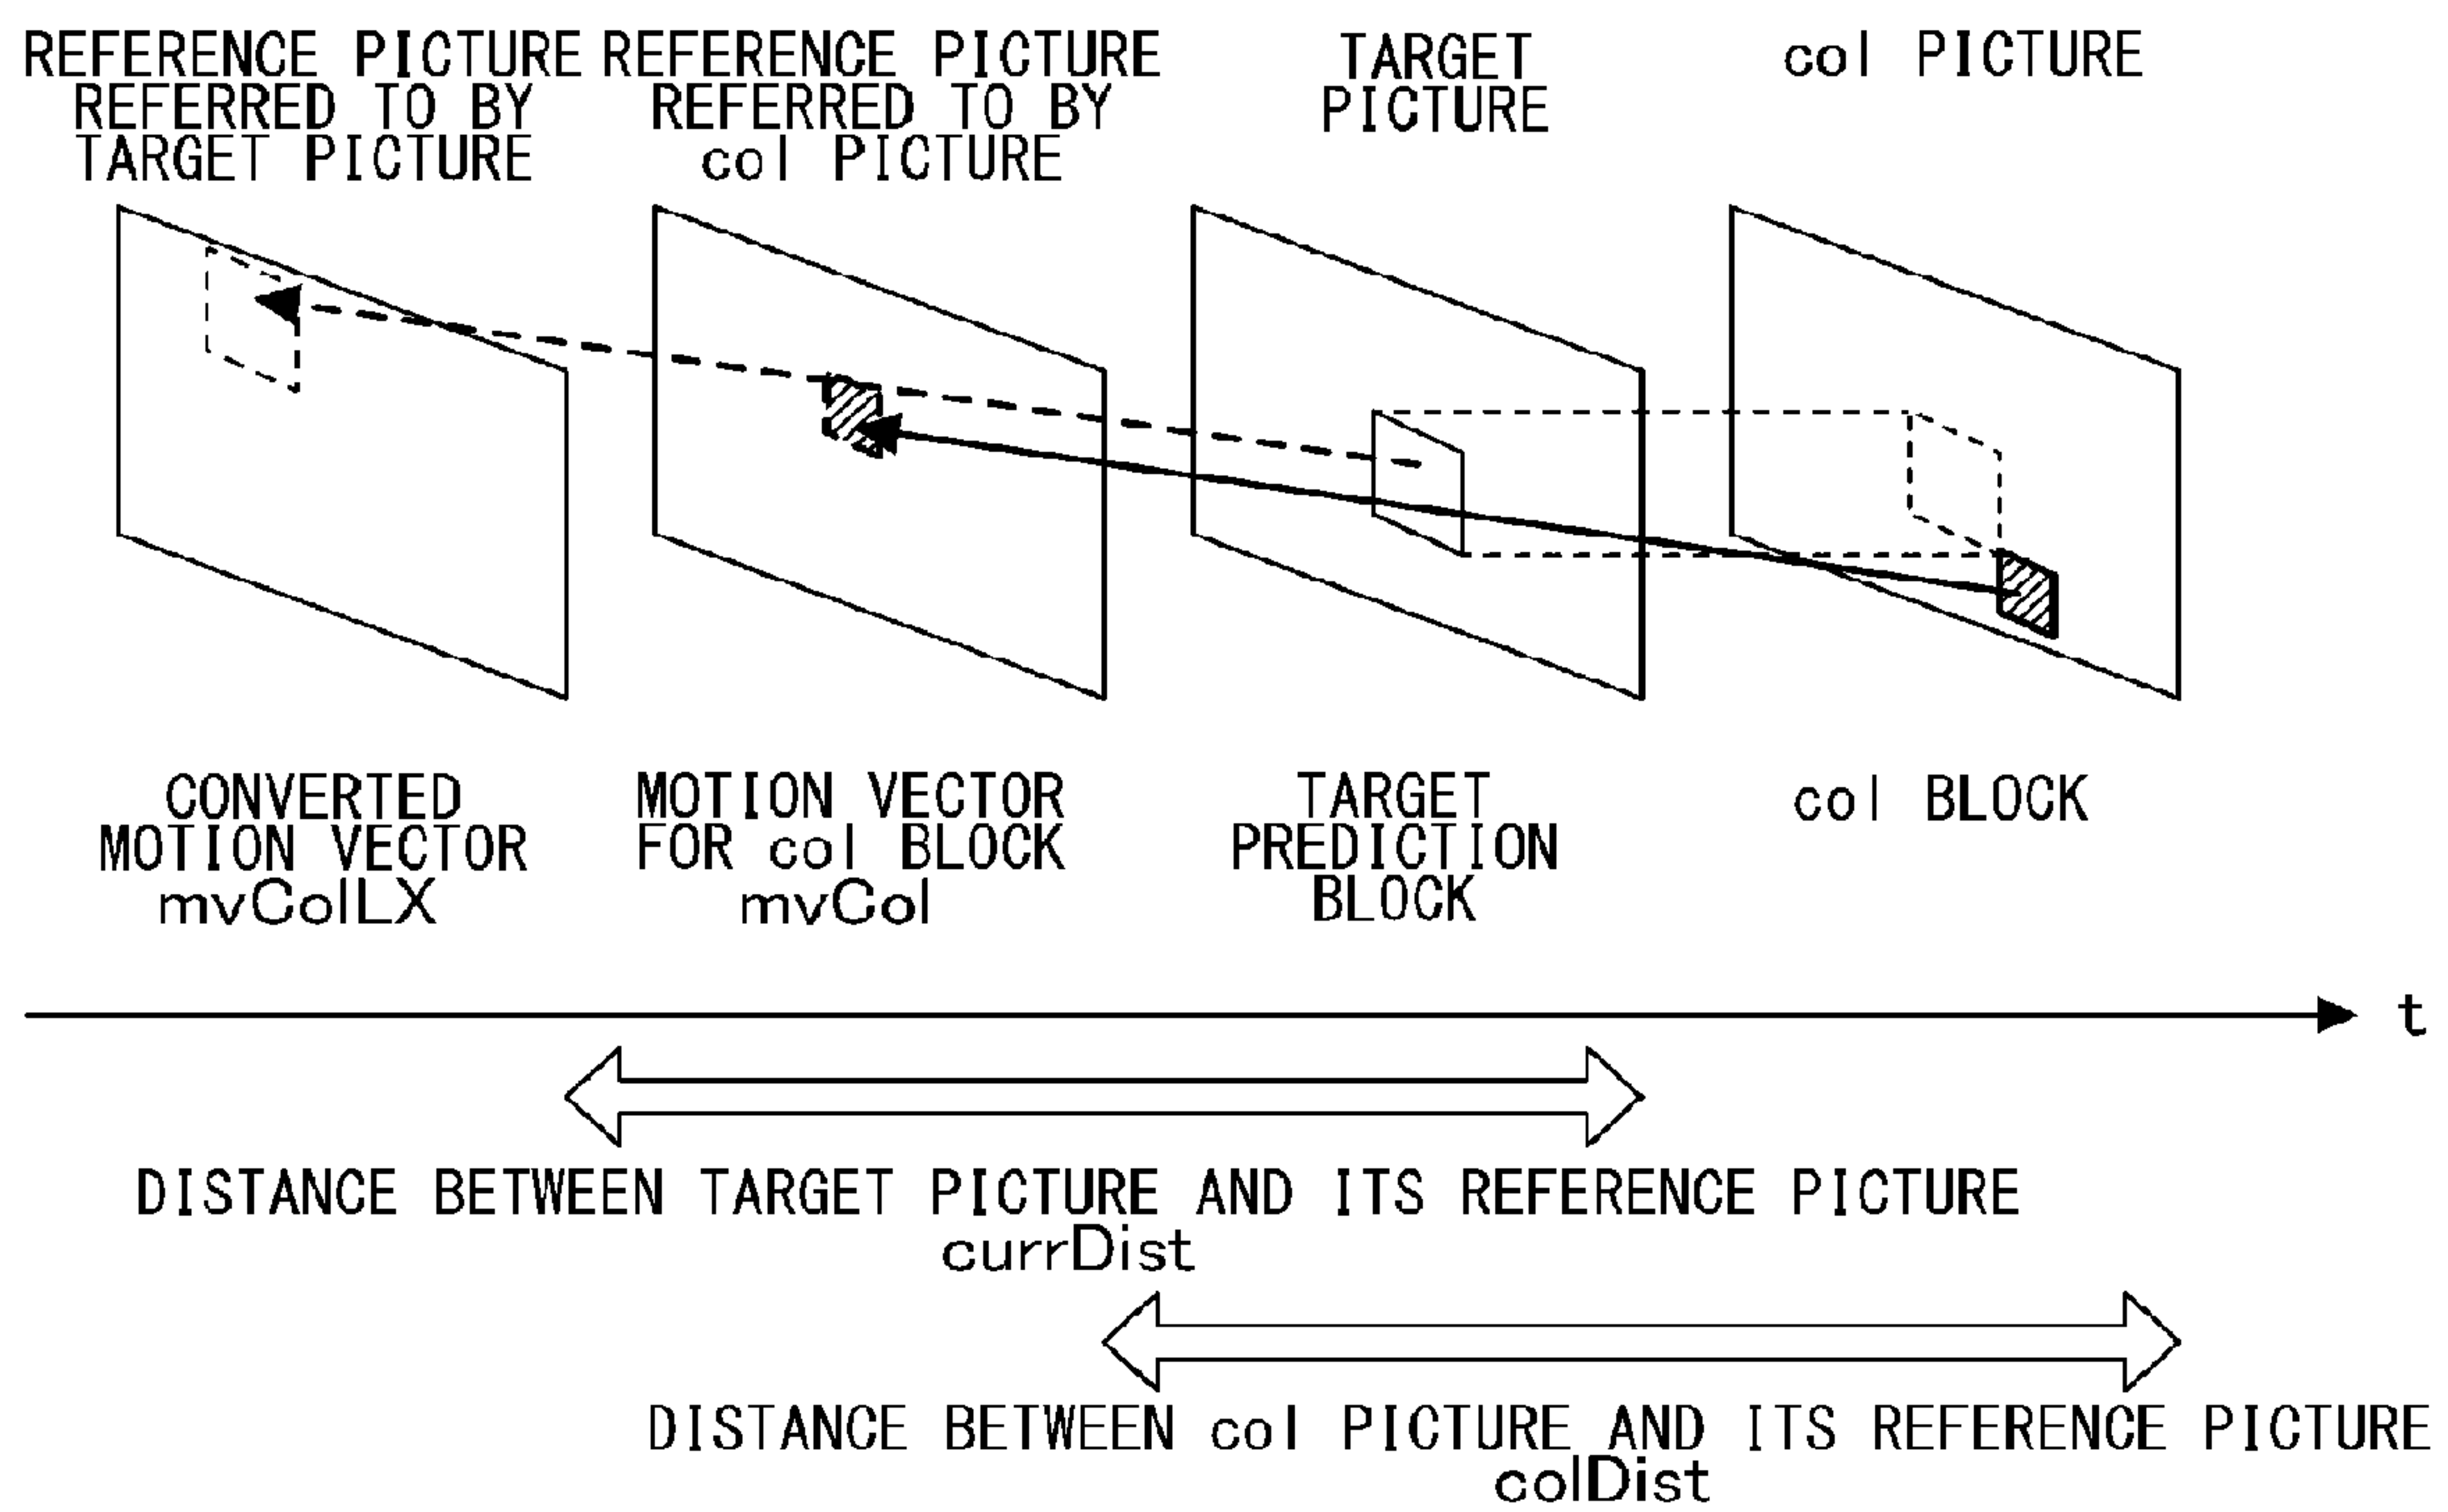 REFERENCE PICTURE
REFERRED TO BY
TARGET PICTURE
REFERENCE PICTURE
REFERRED TO BY
col PICTURE
TARGET
PICTURE
col PICTURE
CONVERTED
MOTION VECTOR
mvColLX
MOTION VECTOR
FOR col BLOCK
mvCol
TARGET
PREDICTION
BLOCK
col BLOCK
t
DISTANCE BETWEEN TARGET PICTURE AND ITS REFERENCE PICTURE
currDist
DISTANCE BETWEEN col PICTURE AND ITS REFERENCE PICTURE
colDist